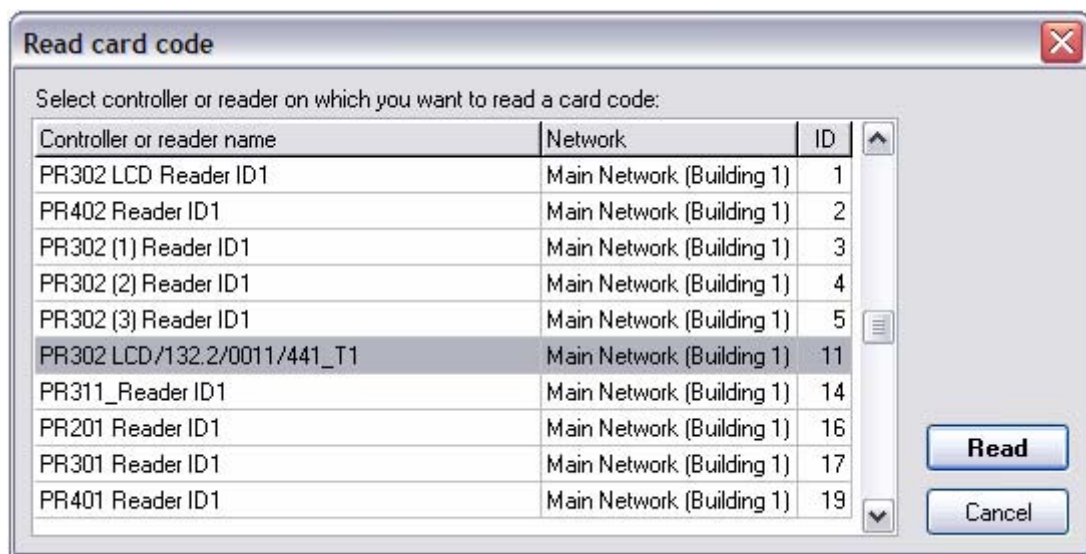 Read card code
Select controller or reader on which you want to read a card code:
Controller or reader name Network ID
PR302 LCD Reader ID1 Main Network (Building 1) 1
PR402 Reader ID1 Main Network (Building 1) 2
PR302 (1) Reader ID1 Main Network (Building 1) 3
PR302 (2) Reader ID1 Main Network (Building 1) 4
PR302 (3) Reader ID1 Main Network (Building 1) 5
PR302 LCD/132.2/0011/441_T1 Main Network (Building 1) 11
PR311_Reader ID1 Main Network (Building 1) 14
PR201 Reader ID1 Main Network (Building 1) 16
PR301 Reader ID1 Main Network (Building 1) 17
PR401 Reader ID1 Main Network (Building 1) 19
Read
Cancel